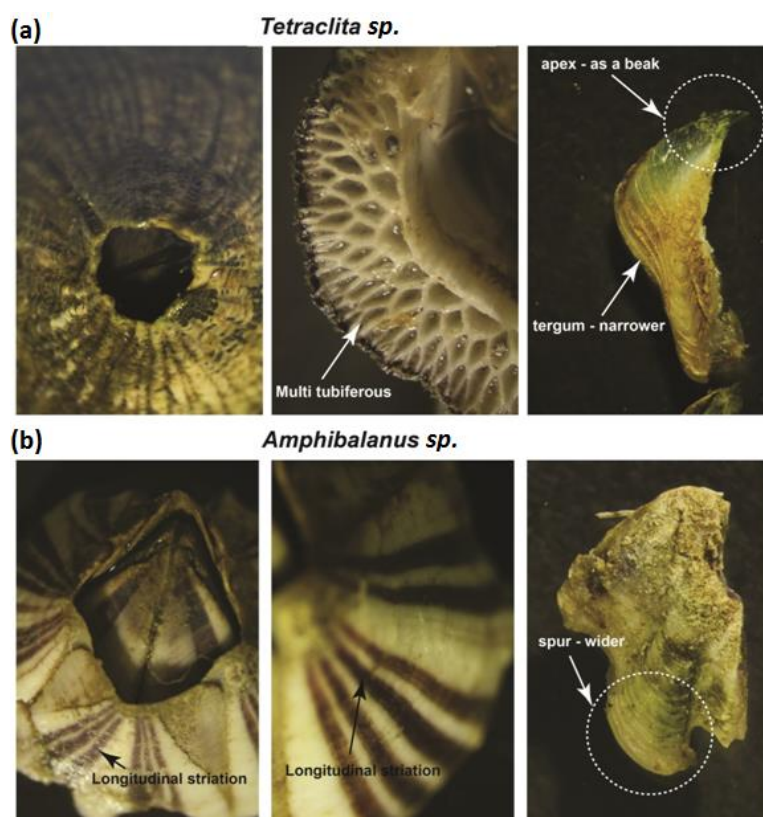 (a)
Tetraclita sp.
apex - as a beak
tergum - narrower
Multi tubiferous
(b)
Amphibalanus sp.
spur - wider
Longitudinal striation
Longitudinal striation